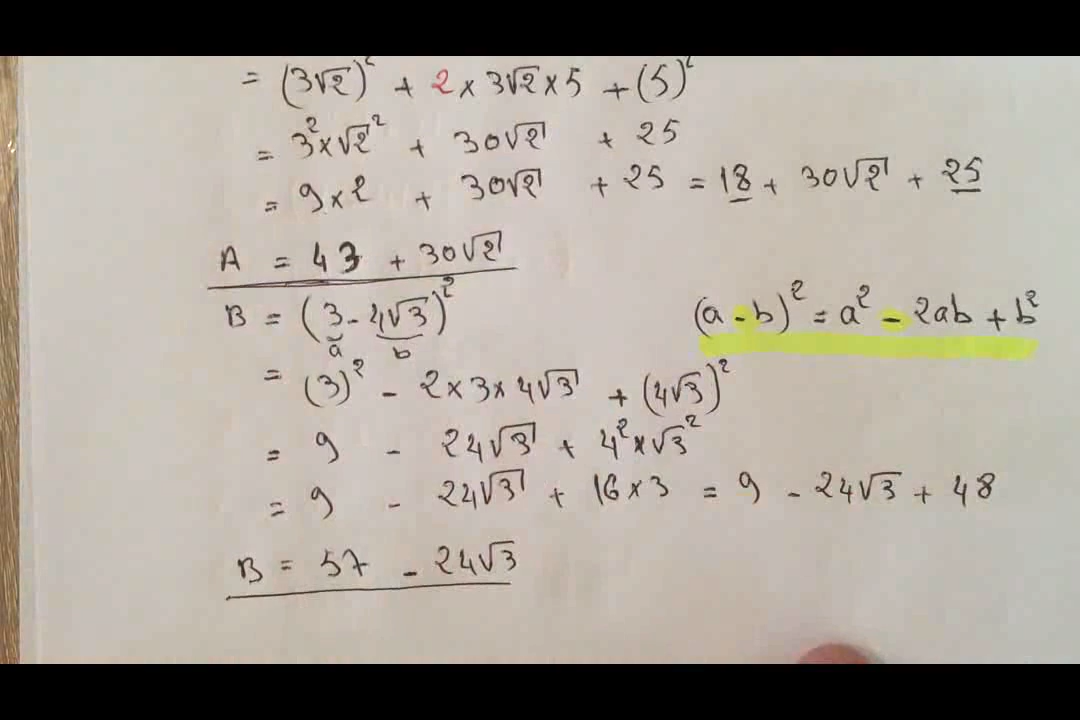 = (3√2)² + 2 × 3√2 × 5 + (5)²
= 3² × √2² + 30√2 + 25
= 9 × 2 + 30√2 + 25 = 18 + 30√2 + 25
A = 43 + 30√2
B = (3 - 4√3)²
a b
(a - b)² = a² - 2ab + b²
= (3)² - 2 × 3 × 4√3 + (4√3)²
= 9 - 24√3 + 4² × √3²
= 9 - 24√3 + 16 × 3 = 9 - 24√3 + 48
B = 57 - 24√3